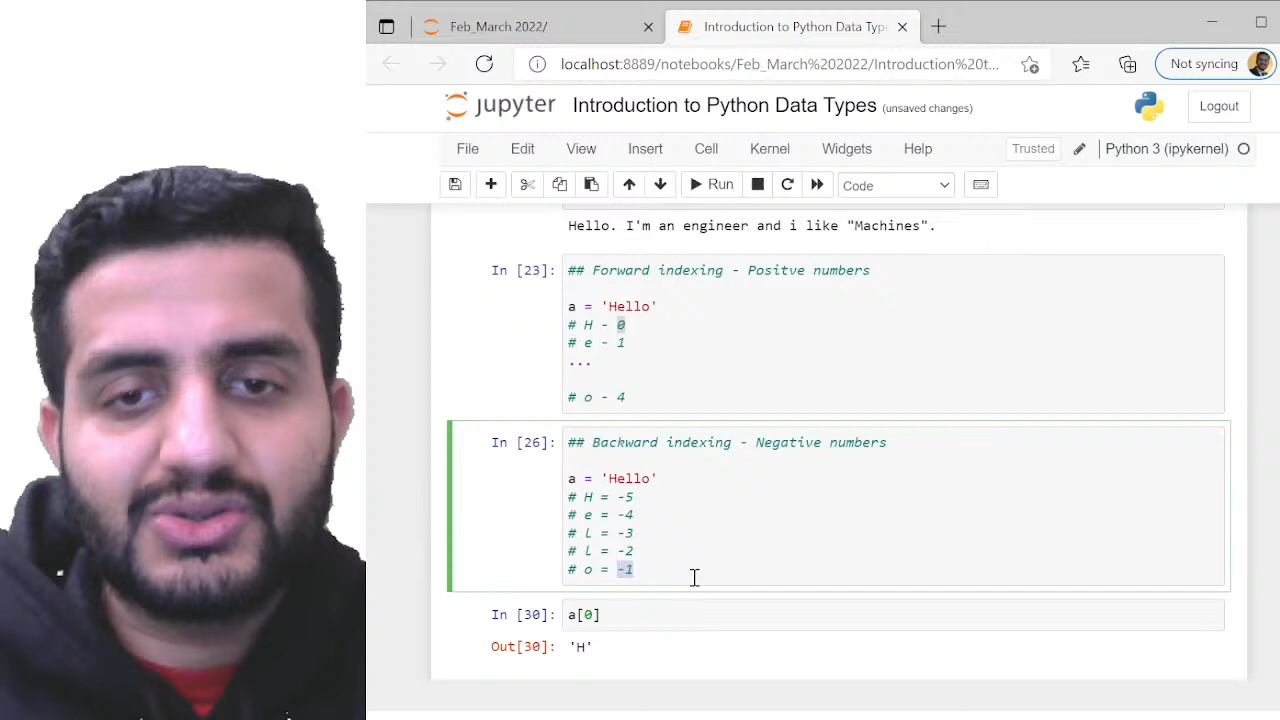 Feb_March 2022/
Introduction to Python Data Type
localhost:8889/notebooks/Feb_March%202022/Introduction%20t...
Not syncing
jupyter Introduction to Python Data Types (unsaved changes)
Logout
File Edit View Insert Cell Kernel Widgets Help Trusted Python 3 (ipykernel)
Run Code
Hello. I'm an engineer and i like "Machines".
In [23]: ## Forward indexing - Positve numbers
a = 'Hello'
# H - 0
# e - 1
...
# o - 4
In [26]: ## Backward indexing - Negative numbers
a = 'Hello'
# H = -5
# e = -4
# l = -3
# l = -2
# o = -1
In [30]: a[0]
Out[30]: 'H'